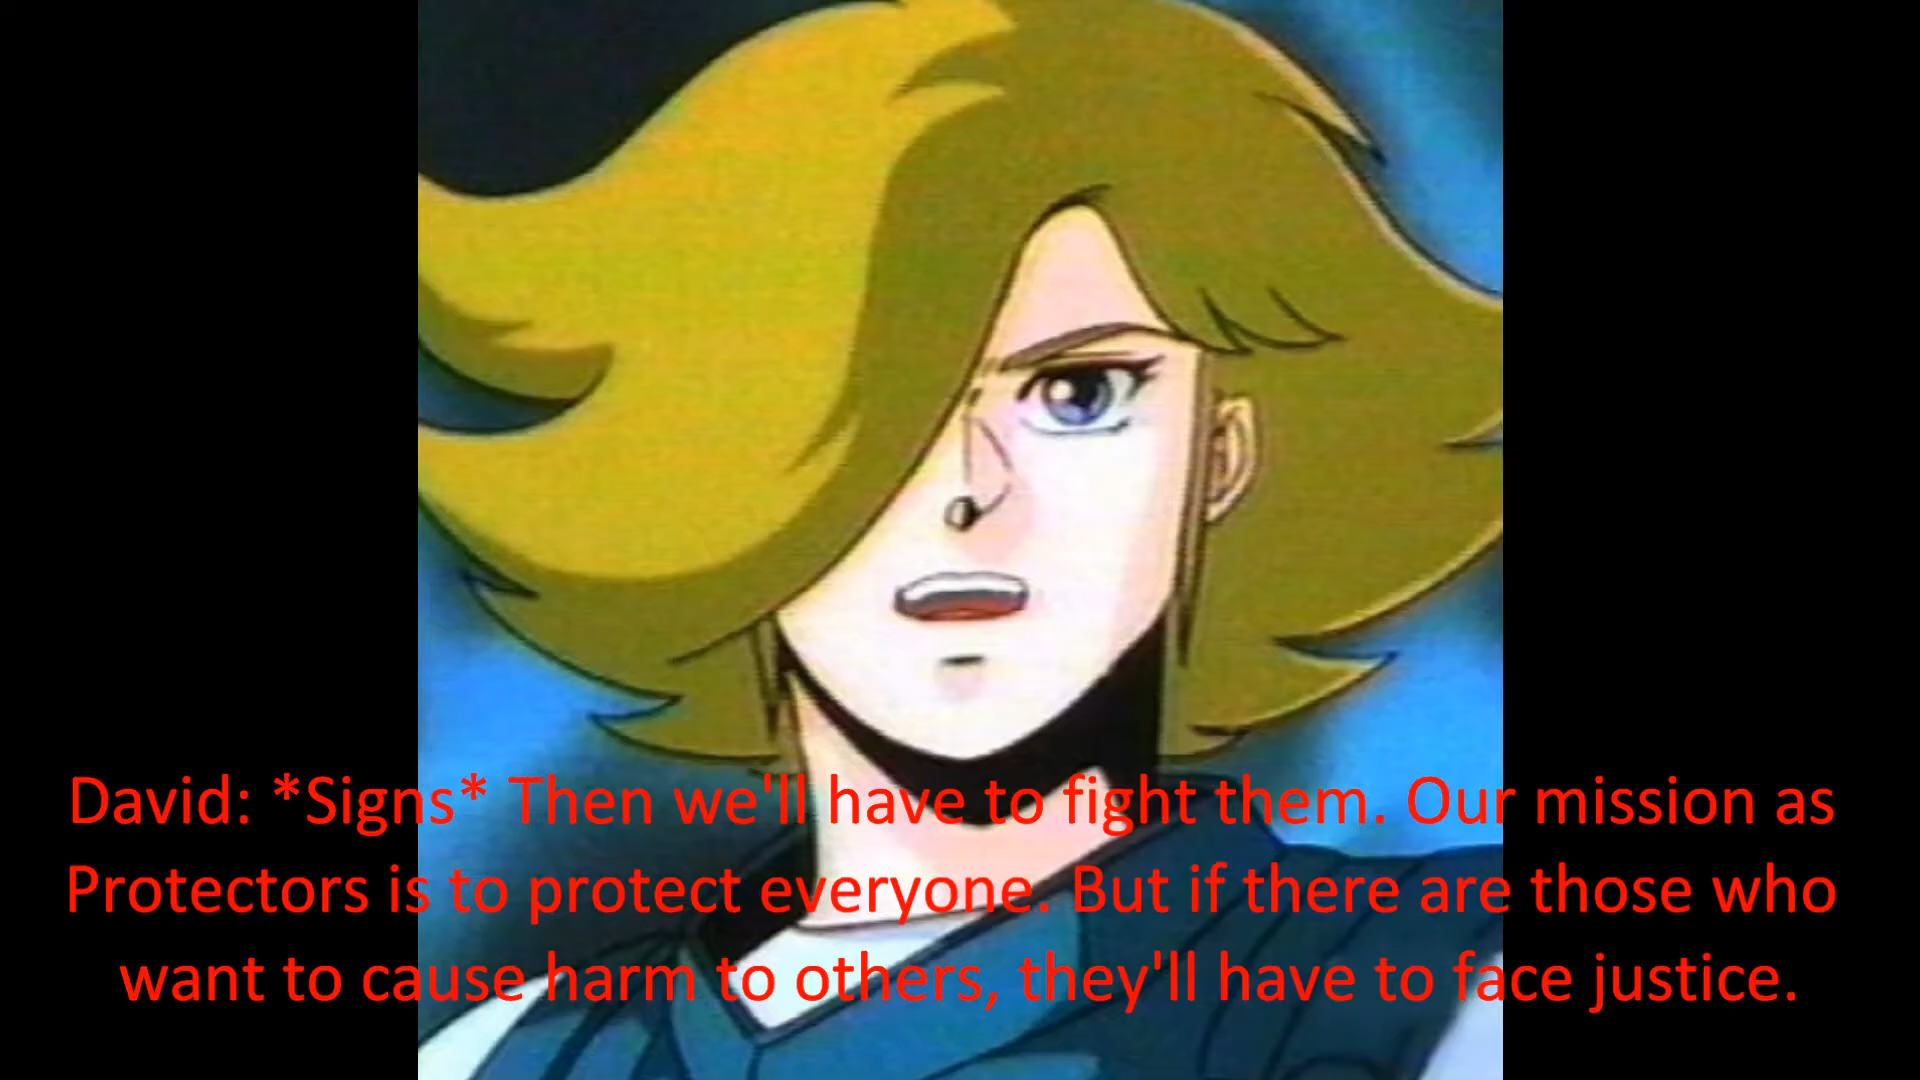 David: *Signs* Then we'll have to fight them. Our mission as
Protectors is to protect everyone. But if there are those who
want to cause harm to others, they'll have to face justice.